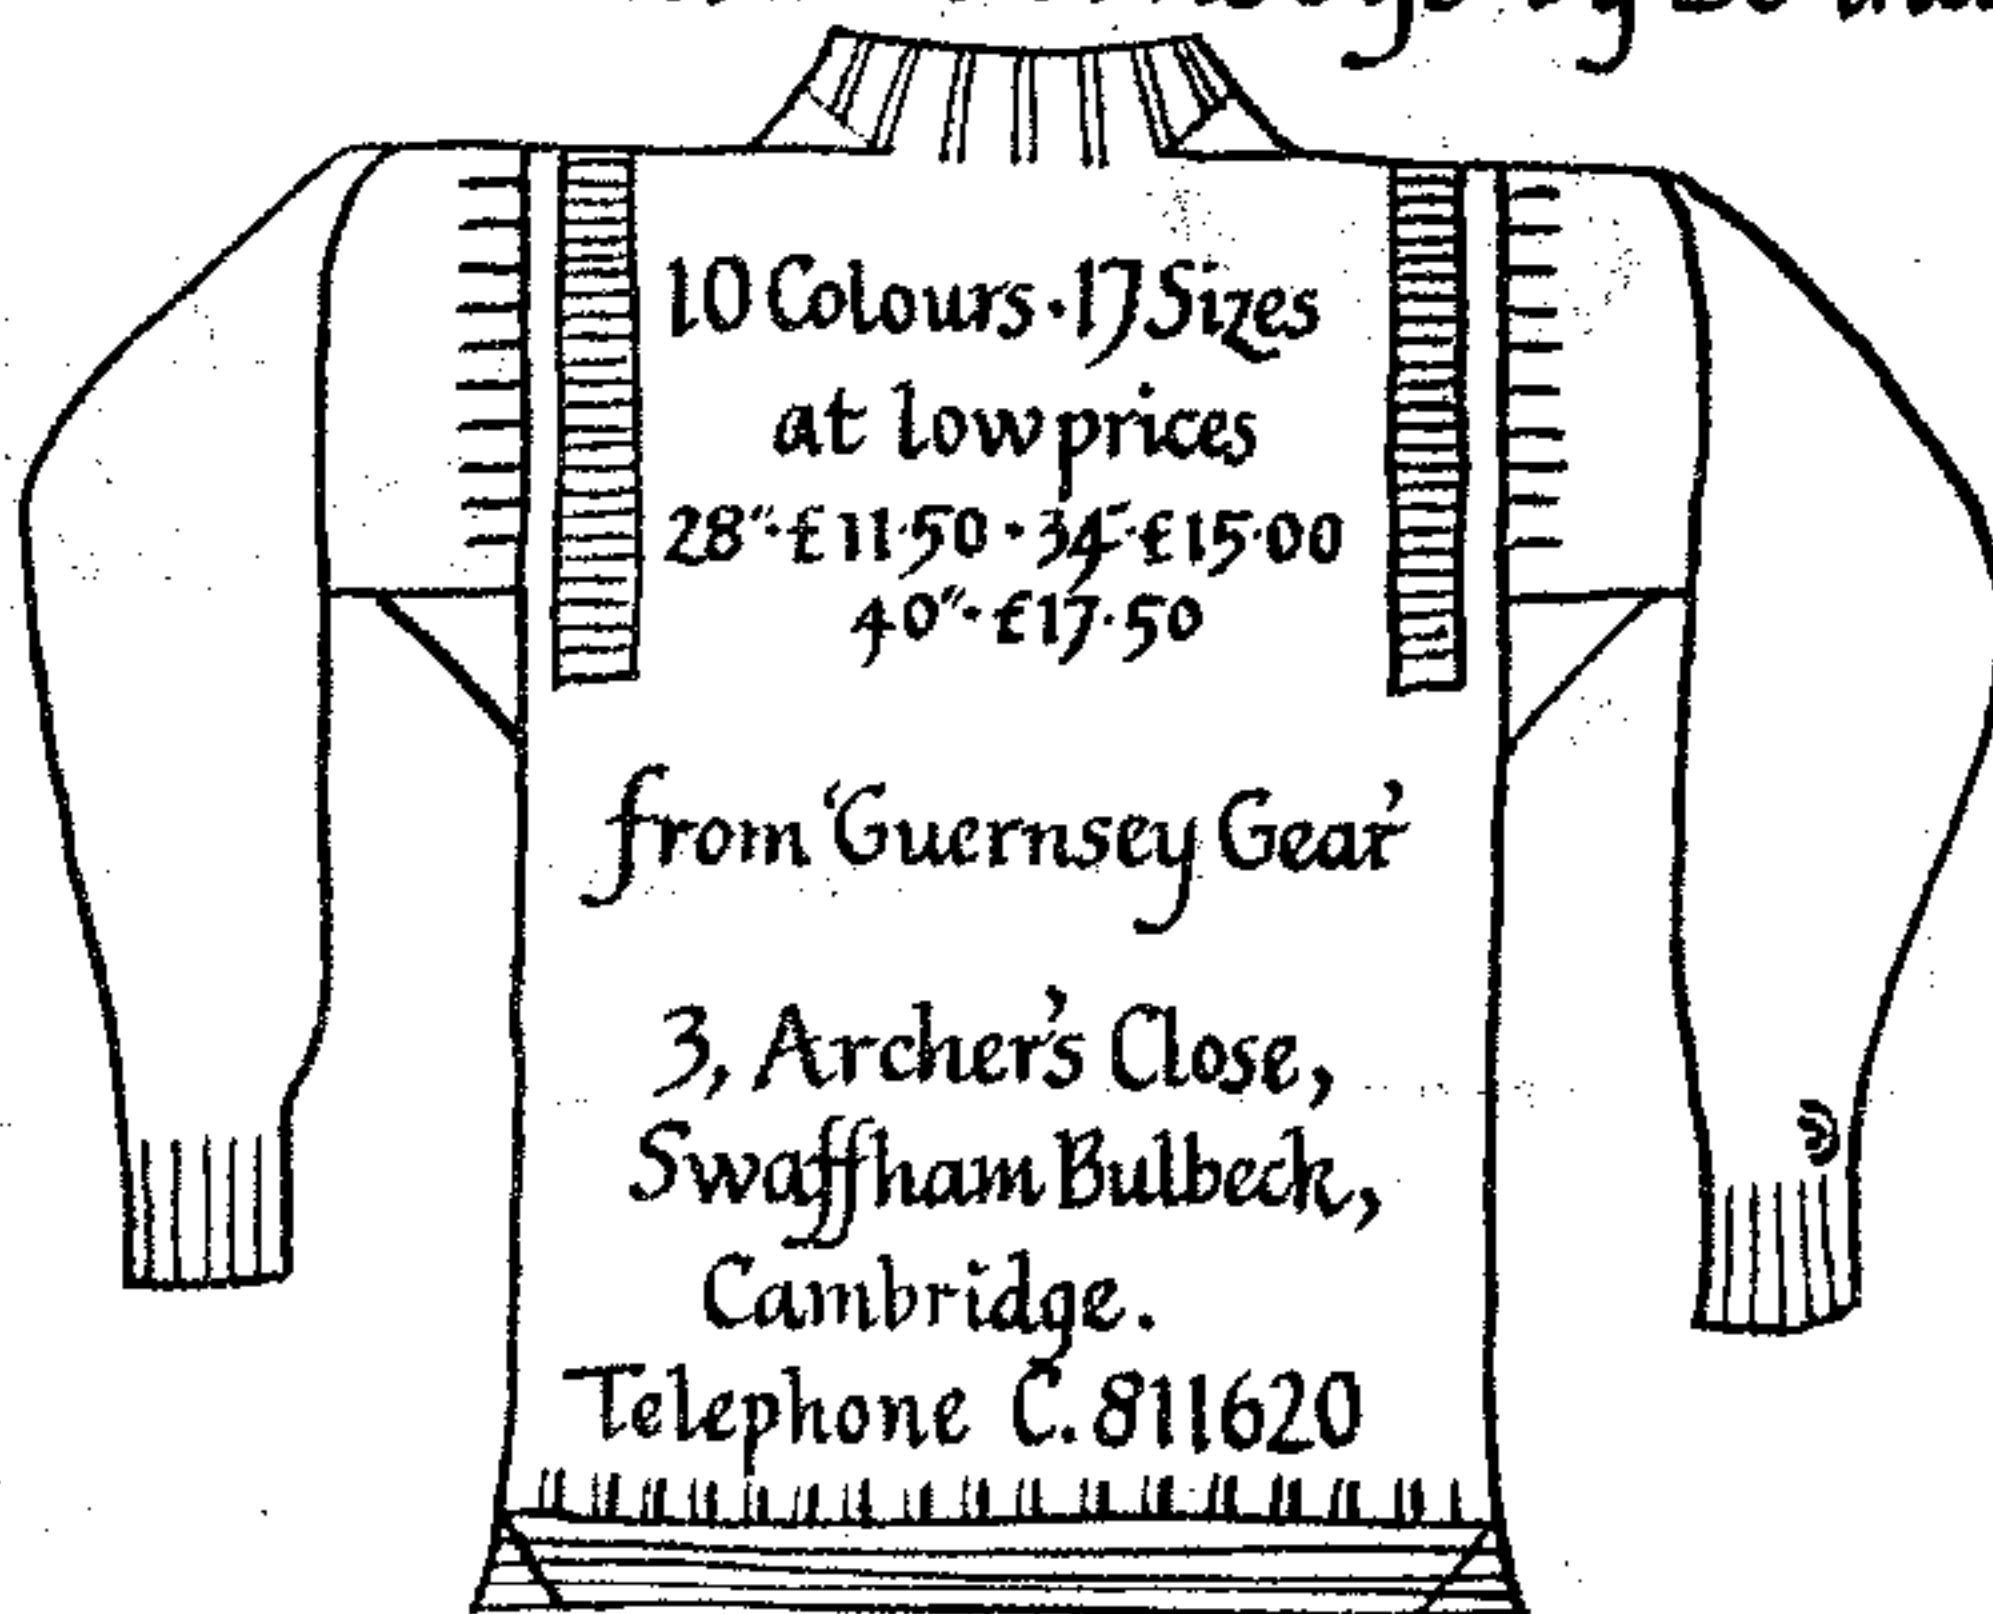 10 Colours · 17 Sizes
at low prices
28"·£11·50 · 34"·£15·00
40"·£17·50
from 'Guernsey Gear'
3, Archer's Close,
Swaffham Bulbeck,
Cambridge.
Telephone C. 811620